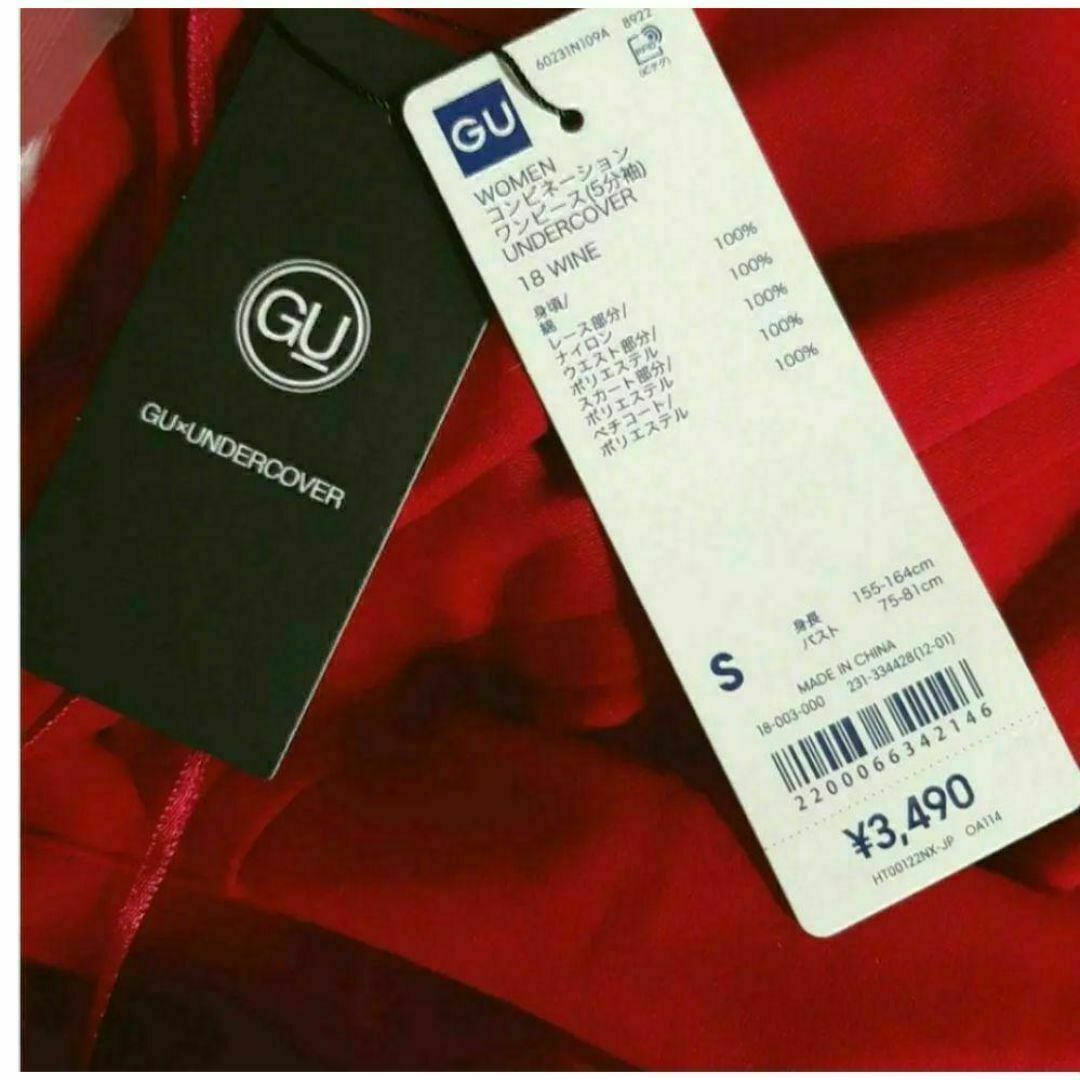 GU
GU×UNDERCOVER
60231N109A 8922
RFID
(ICタグ)
GU
WOMEN
コンビネーション
ワンピース(5分袖)
UNDERCOVER
18 WINE
身頃/
綿 100%
レース部分/
ナイロン 100%
ウエスト部分/
ポリエステル 100%
スカート部分/
ポリエステル 100%
ペチコート/
ポリエステル 100%
S
身長 155-164cm
バスト 75-81cm
MADE IN CHINA
18-003-000 231-334428(12-01)
2200066342146
¥3,490
HT00122NX-JP OA114